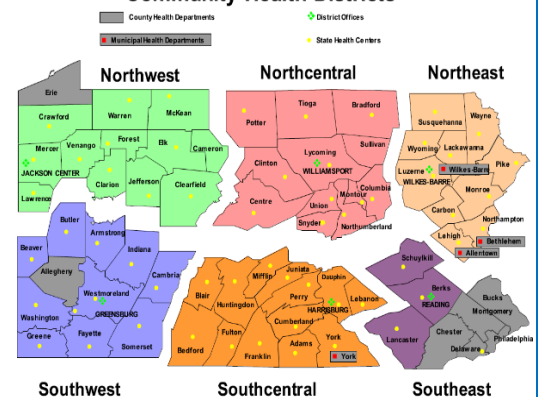 Community Health Districts
County Health Departments
District Offices
Municipal Health Departments
State Health Centers
Northwest
Northcentral
Northeast
Erie
Crawford
Warren
McKean
Mercer
Venango
Forest
Elk
Cameron
JACKSON CENTER
Clarion
Jefferson
Clearfield
Lawrence
Potter
Tioga
Bradford
Sullivan
Lycoming
WILLIAMSPORT
Clinton
Centre
Union
Montour
Columbia
Snyder
Northumberland
Susquehanna
Wayne
Wyoming
Lackawanna
Luzerne
Wilkes-Barr
WILKES-BARRE
Pike
Monroe
Carbon
Northampton
Lehigh
Bethlehem
Allentown
Butler
Armstrong
Beaver
Indiana
Allegheny
Cambria
Westmoreland
GREENSBURG
Washington
Greene
Fayette
Somerset
Mifflin
Juniata
Dauphin
Blair
Huntingdon
Perry
Lebanon
HARRISBURG
Cumberland
Bedford
Fulton
Franklin
Adams
York
York
Schuylkill
Berks
READING
Lancaster
Bucks
Montgomery
Chester
Philadelphia
Delaware
Southwest
Southcentral
Southeast